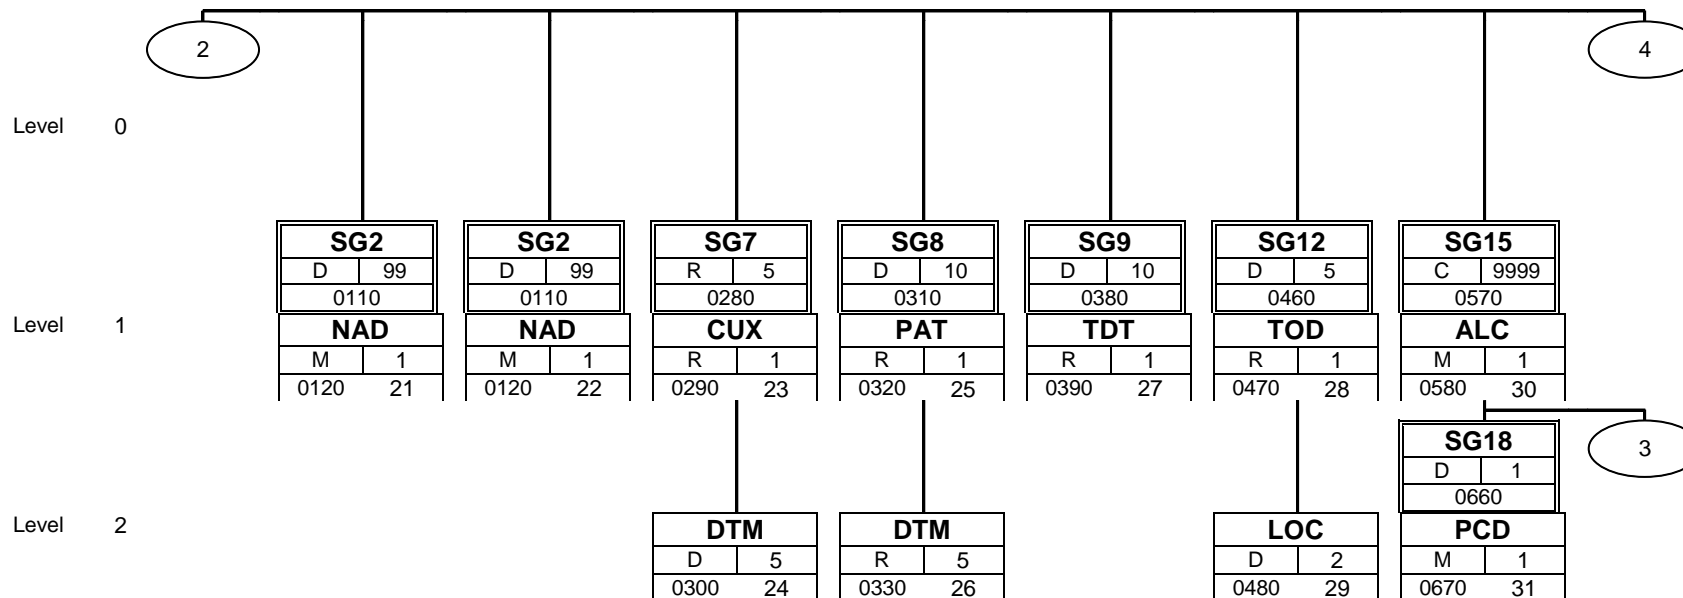 2 4
Level 0
SG2 SG2 SG7 SG8 SG9 SG12 SG15
D 99 D 99 R 5 D 10 D 10 D 5 C 9999
0110 0110 0280 0310 0380 0460 0570
Level 1 NAD NAD CUX PAT TDT TOD ALC
M 1 M 1 R 1 R 1 R 1 R 1 M 1
0120 21 0120 22 0290 23 0320 25 0390 27 0470 28 0580 30
SG18 3
D 1
0660
Level 2 DTM DTM LOC PCD
D 5 R 5 D 2 M 1
0300 24 0330 26 0480 29 0670 31